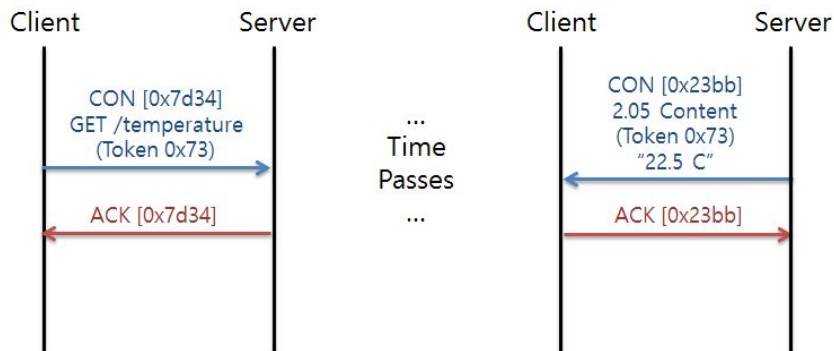 Client
Server
CON [0x7d34]
GET /temperature
(Token 0x73)
ACK [0x7d34]
...
Time
Passes
...
Client
Server
CON [0x23bb]
2.05 Content
(Token 0x73)
“22.5 C”
ACK [0x23bb]